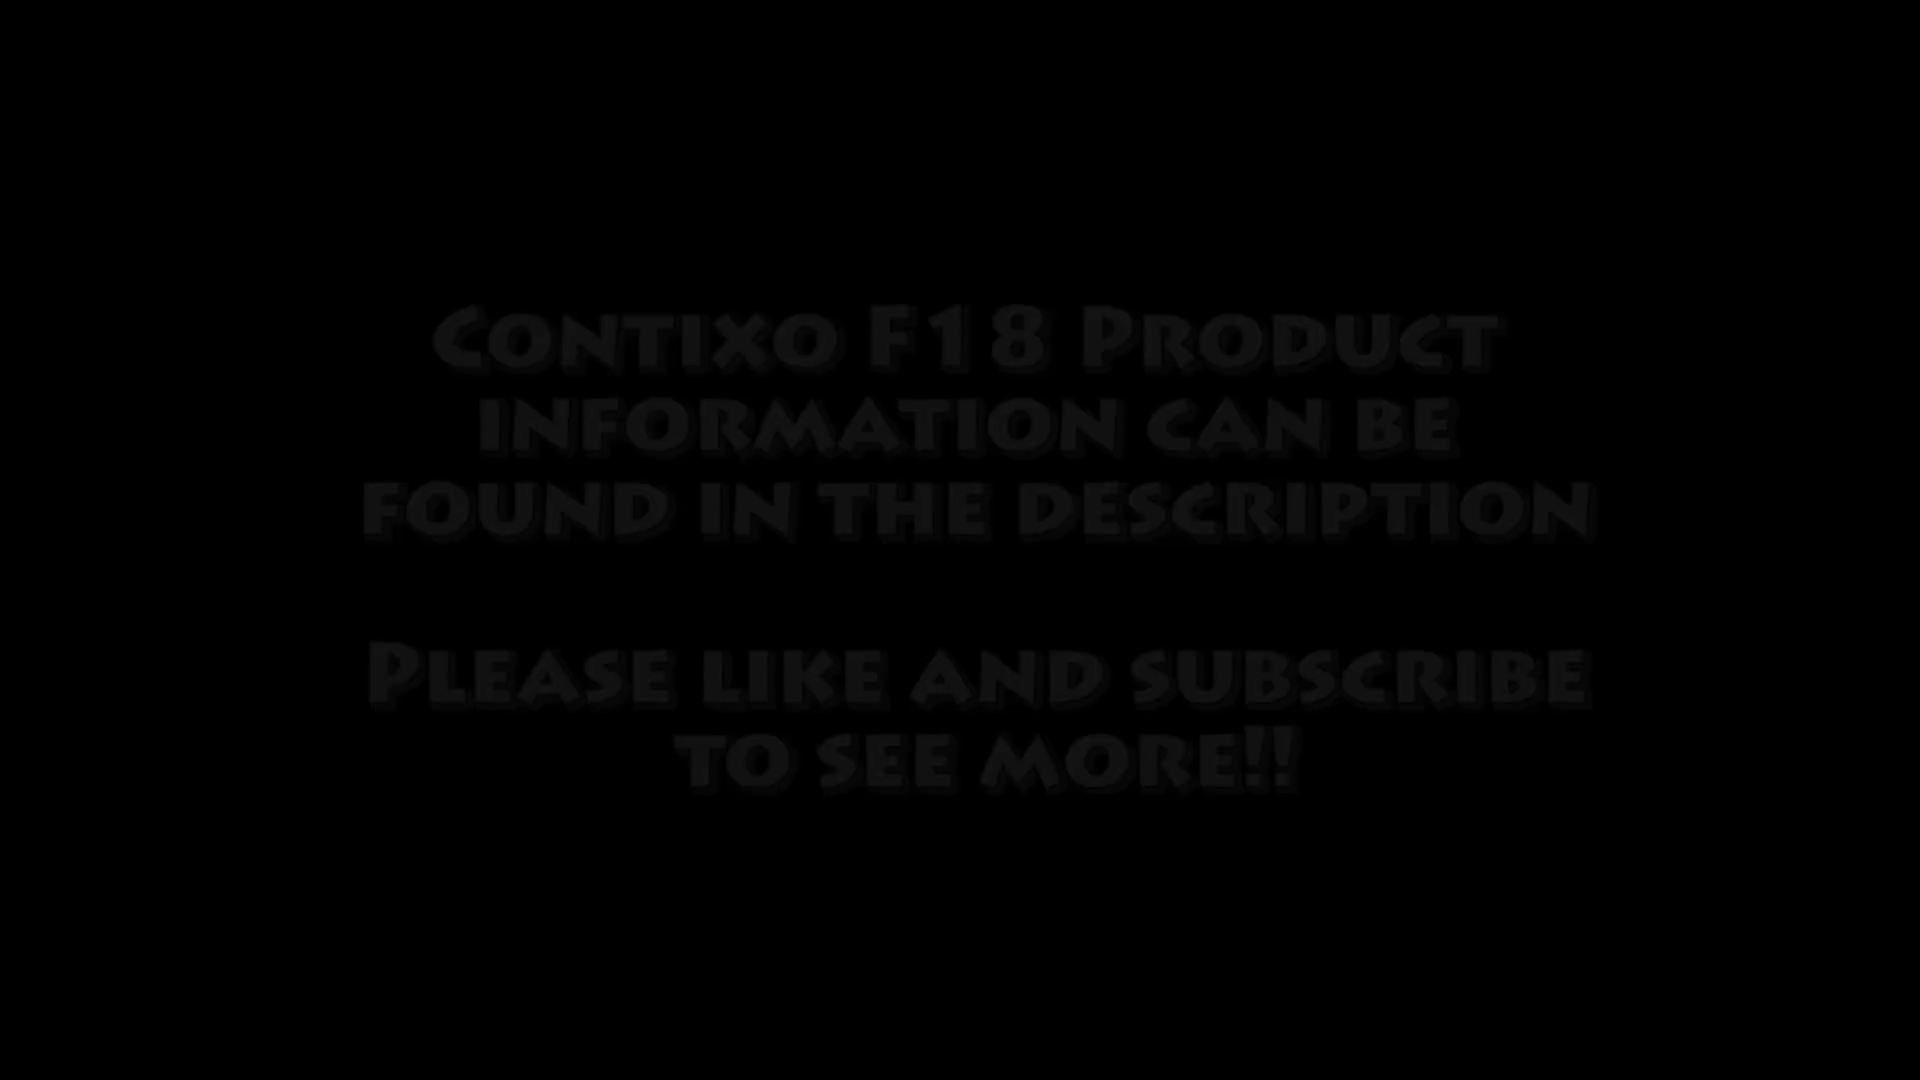 Contixo F18 Product
information can be
found in the description
Please like and subscribe
to see more!!